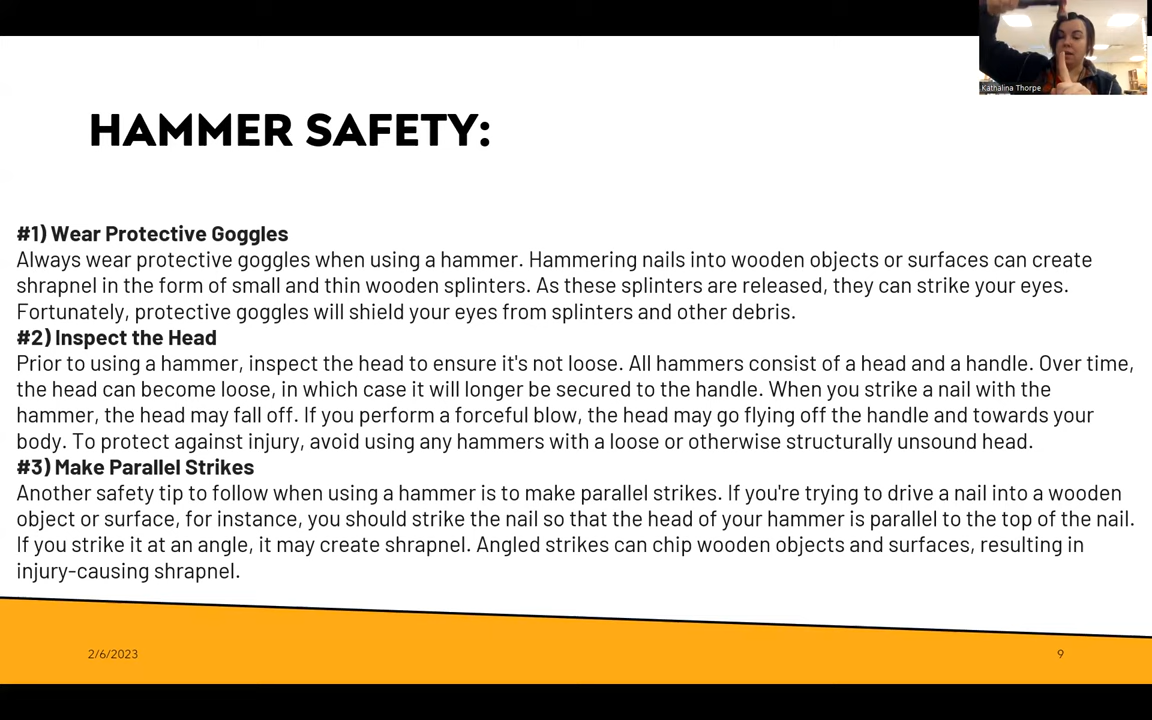 Kathalina Thorpe
HAMMER SAFETY:
#1) Wear Protective Goggles
Always wear protective goggles when using a hammer. Hammering nails into wooden objects or surfaces can create
shrapnel in the form of small and thin wooden splinters. As these splinters are released, they can strike your eyes.
Fortunately, protective goggles will shield your eyes from splinters and other debris.
#2) Inspect the Head
Prior to using a hammer, inspect the head to ensure it's not loose. All hammers consist of a head and a handle. Over time,
the head can become loose, in which case it will longer be secured to the handle. When you strike a nail with the
hammer, the head may fall off. If you perform a forceful blow, the head may go flying off the handle and towards your
body. To protect against injury, avoid using any hammers with a loose or otherwise structurally unsound head.
#3) Make Parallel Strikes
Another safety tip to follow when using a hammer is to make parallel strikes. If you're trying to drive a nail into a wooden
object or surface, for instance, you should strike the nail so that the head of your hammer is parallel to the top of the nail.
If you strike it at an angle, it may create shrapnel. Angled strikes can chip wooden objects and surfaces, resulting in
injury-causing shrapnel.
2/6/2023
9